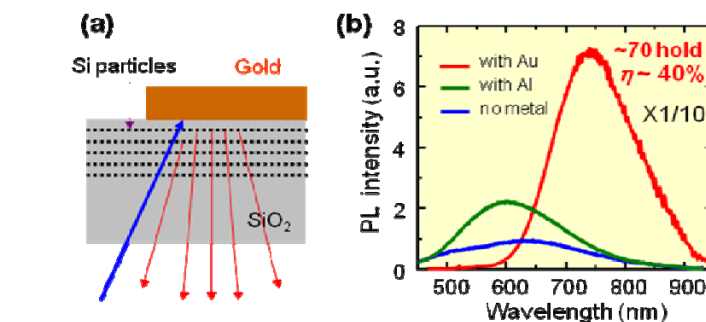 (a)
Si particles
Gold
SiO2
(b)
8
6
4
2
0
PL intensity (a.u.)
with Au
with Al
no metal
~70 hold
η ~ 40%
X1/10
500 600 700 800 900
Wavelength (nm)